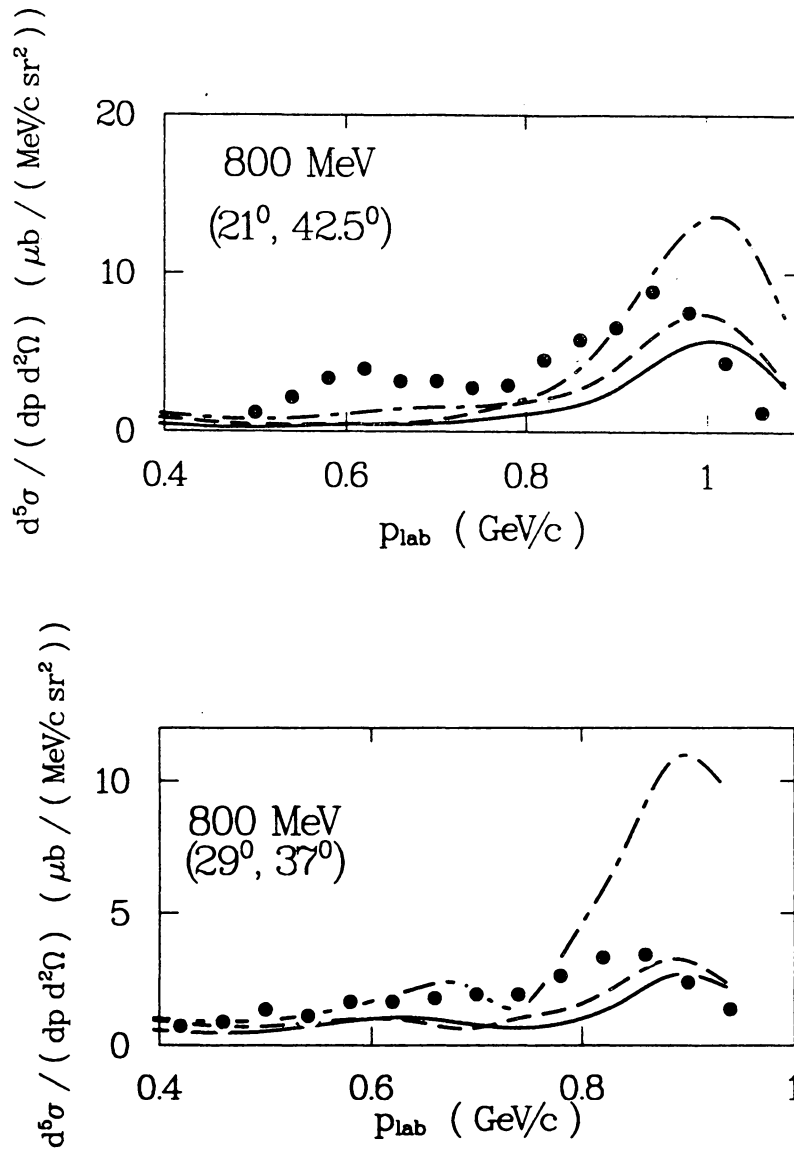 20
10
0
800 MeV
(21⁰, 42.5⁰)
d⁵σ / ( dp d²Ω) ( μb / ( MeV/c sr² ))
0.4 0.6 0.8 1
p_lab ( GeV/c )
10
5
0
800 MeV
(29⁰, 37⁰)
d⁵σ / ( dp d²Ω) ( μb / ( MeV/c sr² ))
0.4 0.6 0.8 1
p_lab ( GeV/c )